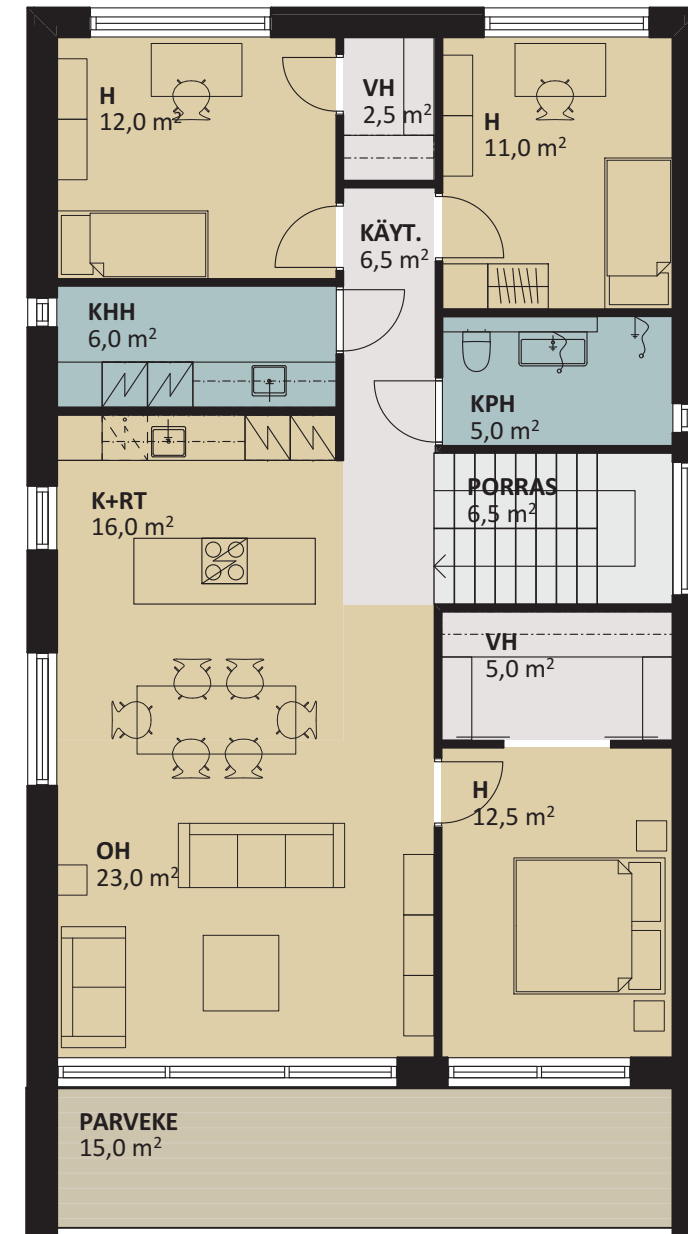 H
12,0 m²
VH
2,5 m²
H
11,0 m²
KÄYT.
6,5 m²
KHH
6,0 m²
KPH
5,0 m²
K+RT
16,0 m²
PORRAS
6,5 m²
VH
5,0 m²
H
12,5 m²
OH
23,0 m²
PARVEKE
15,0 m²